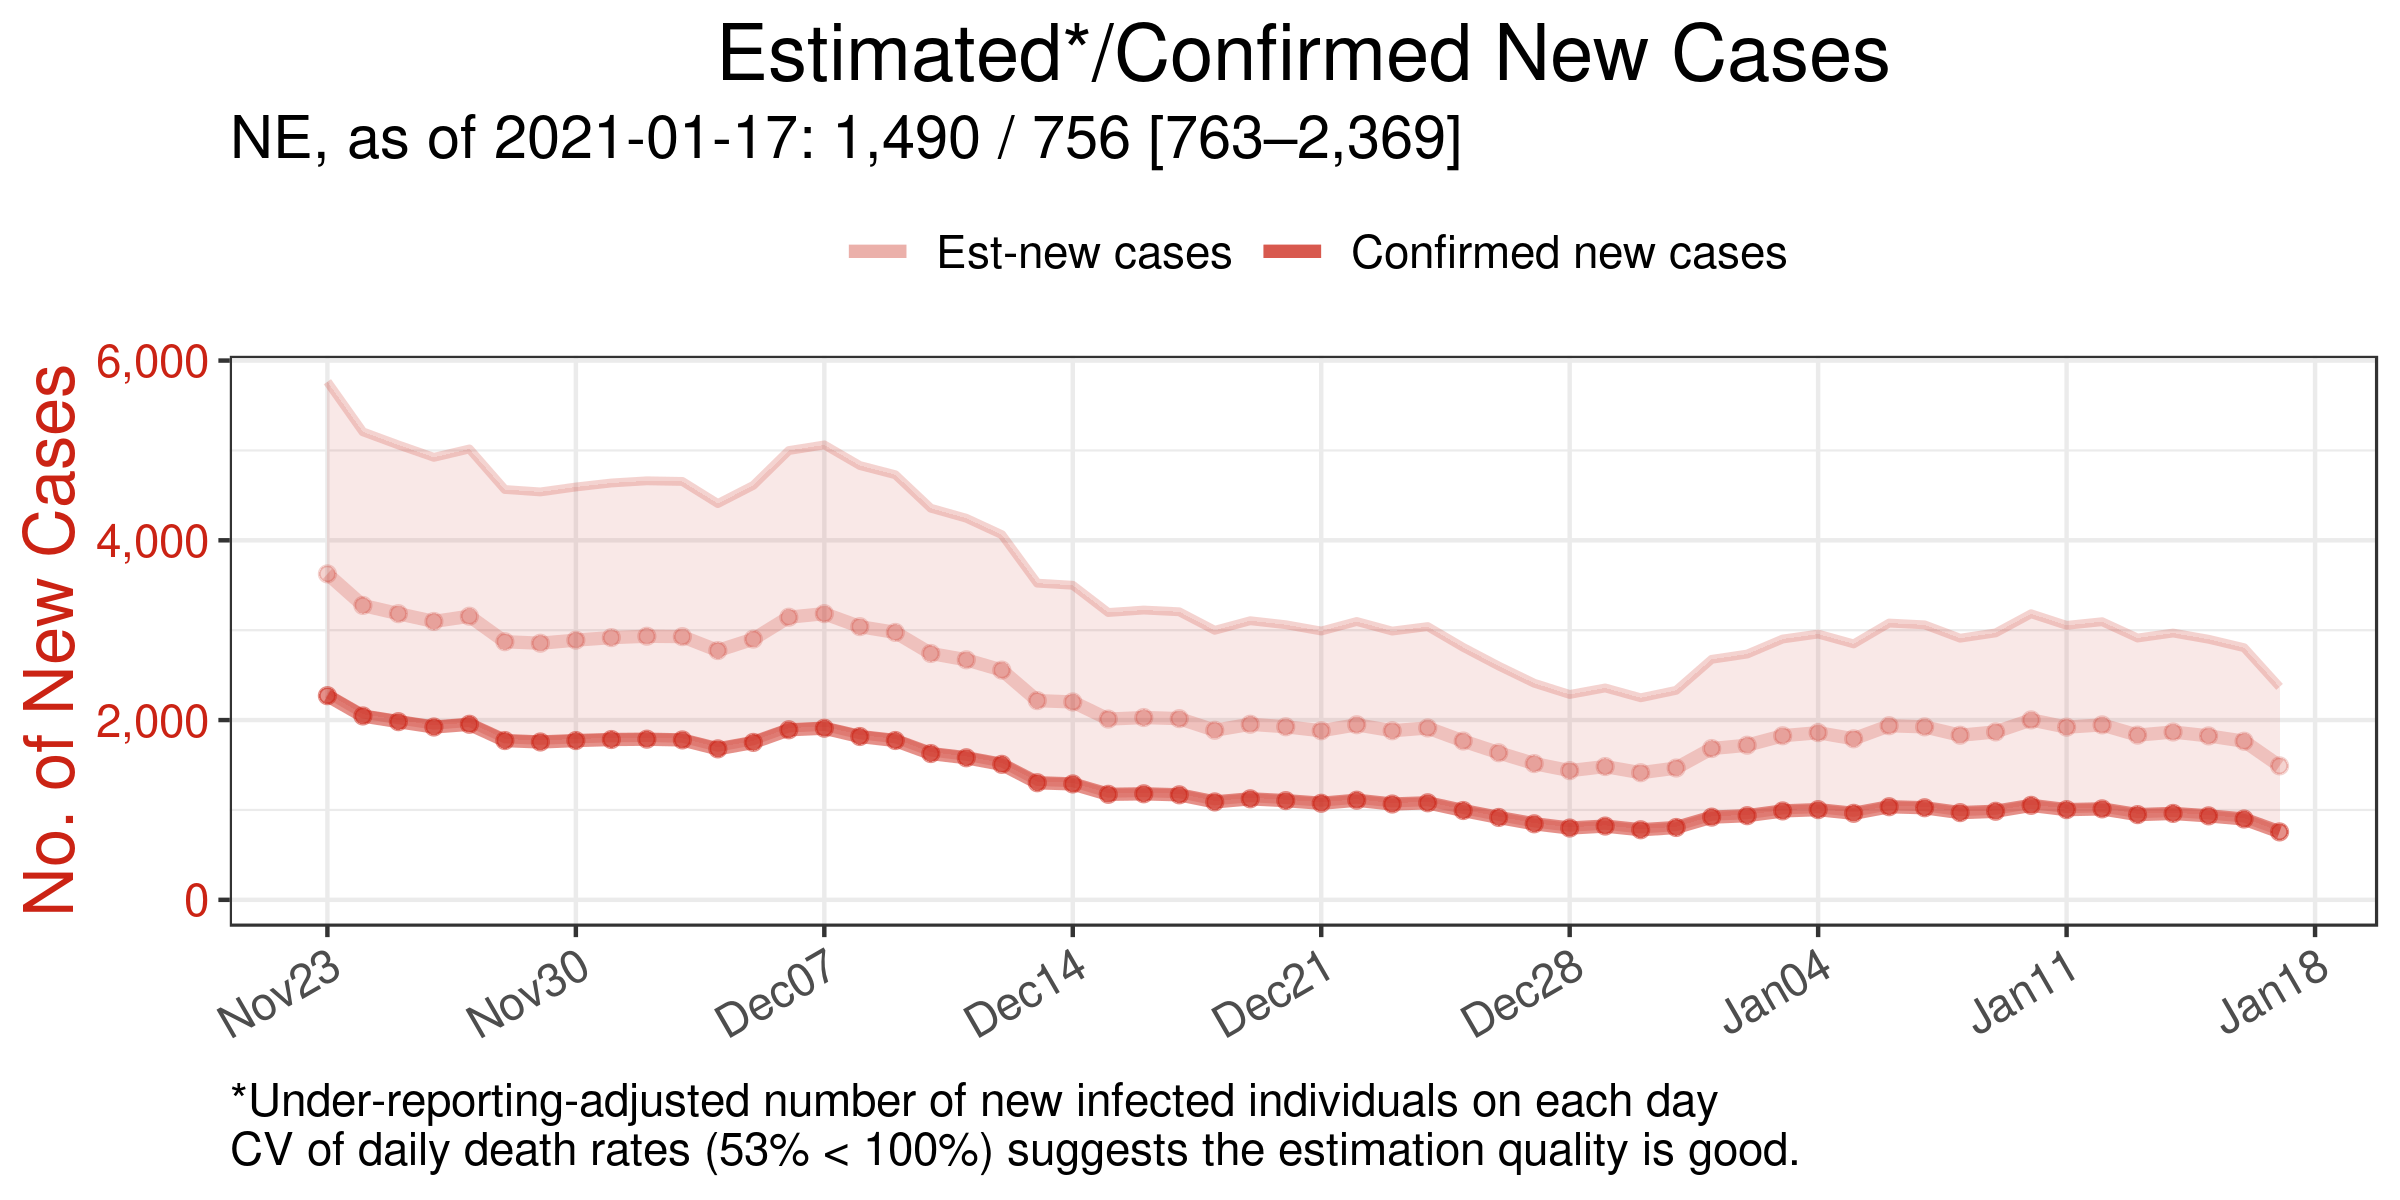 Estimated*/Confirmed New Cases
NE, as of 2021-01-17: 1,490 / 756 [763–2,369]
Est-new cases
Confirmed new cases
No. of New Cases
6,000
4,000
2,000
0
Nov23
Nov30
Dec07
Dec14
Dec21
Dec28
Jan04
Jan11
Jan18
*Under-reporting-adjusted number of new infected individuals on each day
CV of daily death rates (53% < 100%) suggests the estimation quality is good.